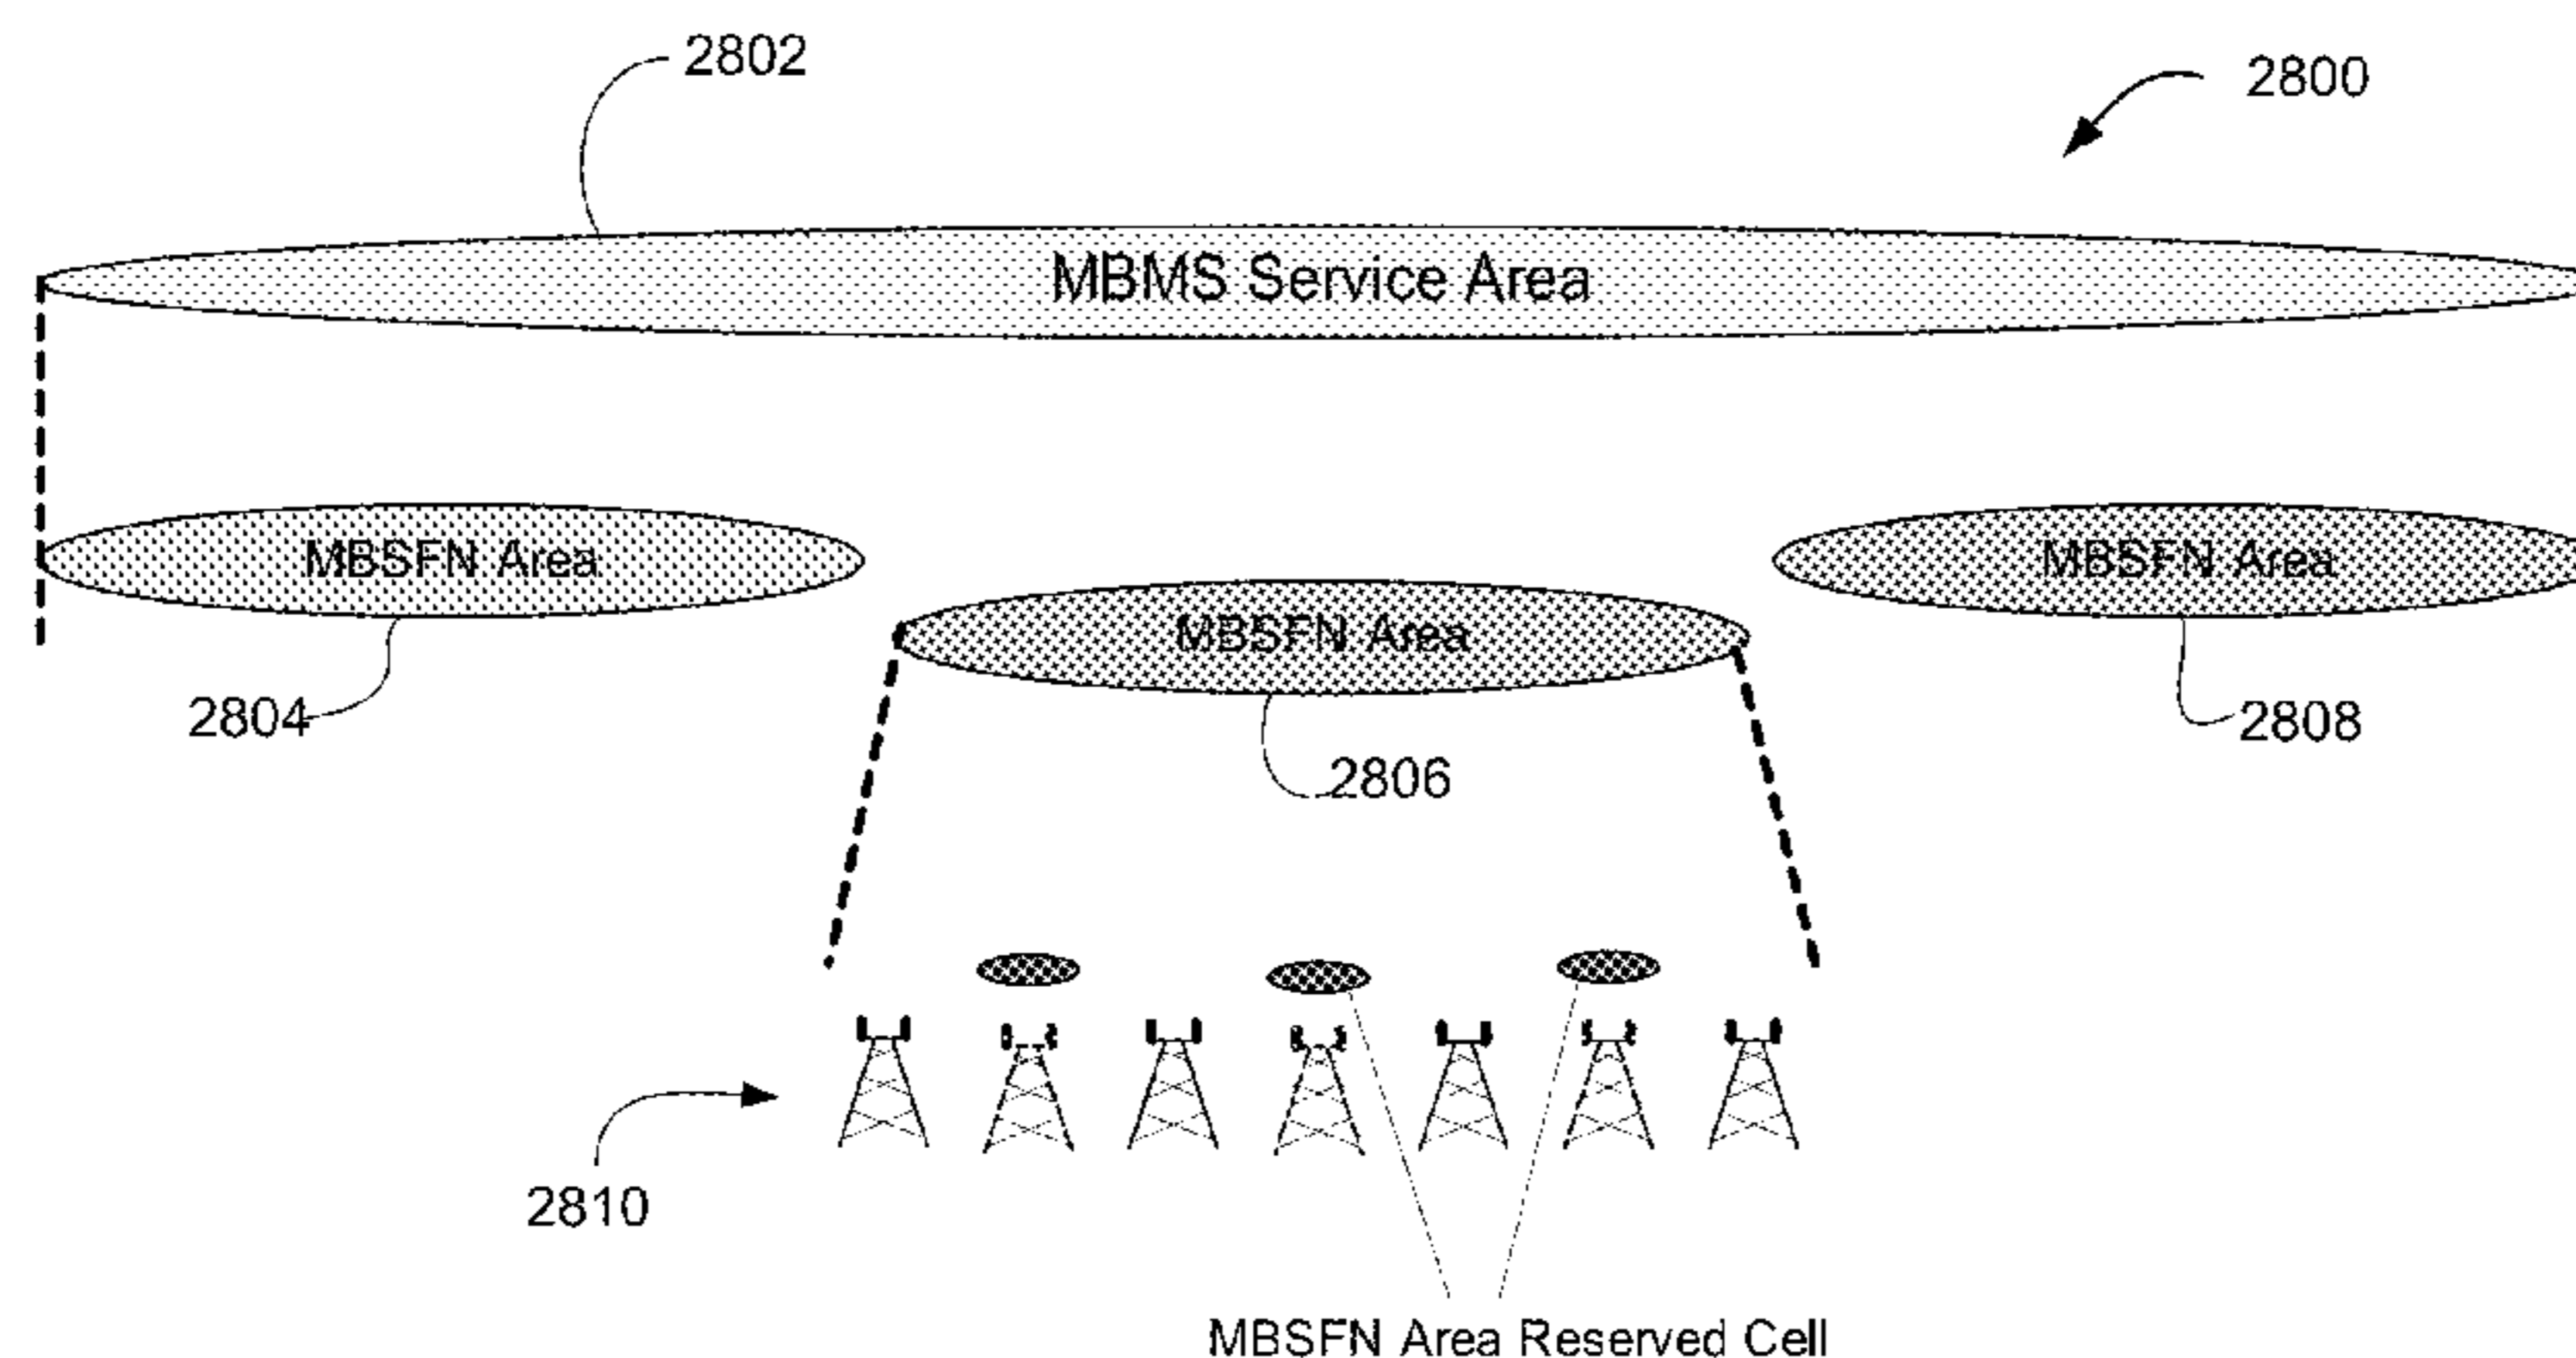 2802
2800
MBMS Service Area
MBSFN Area
MBSFN Area
MBSFN Area
2804
2808
2806
2810
MBSFN Area Reserved Cell